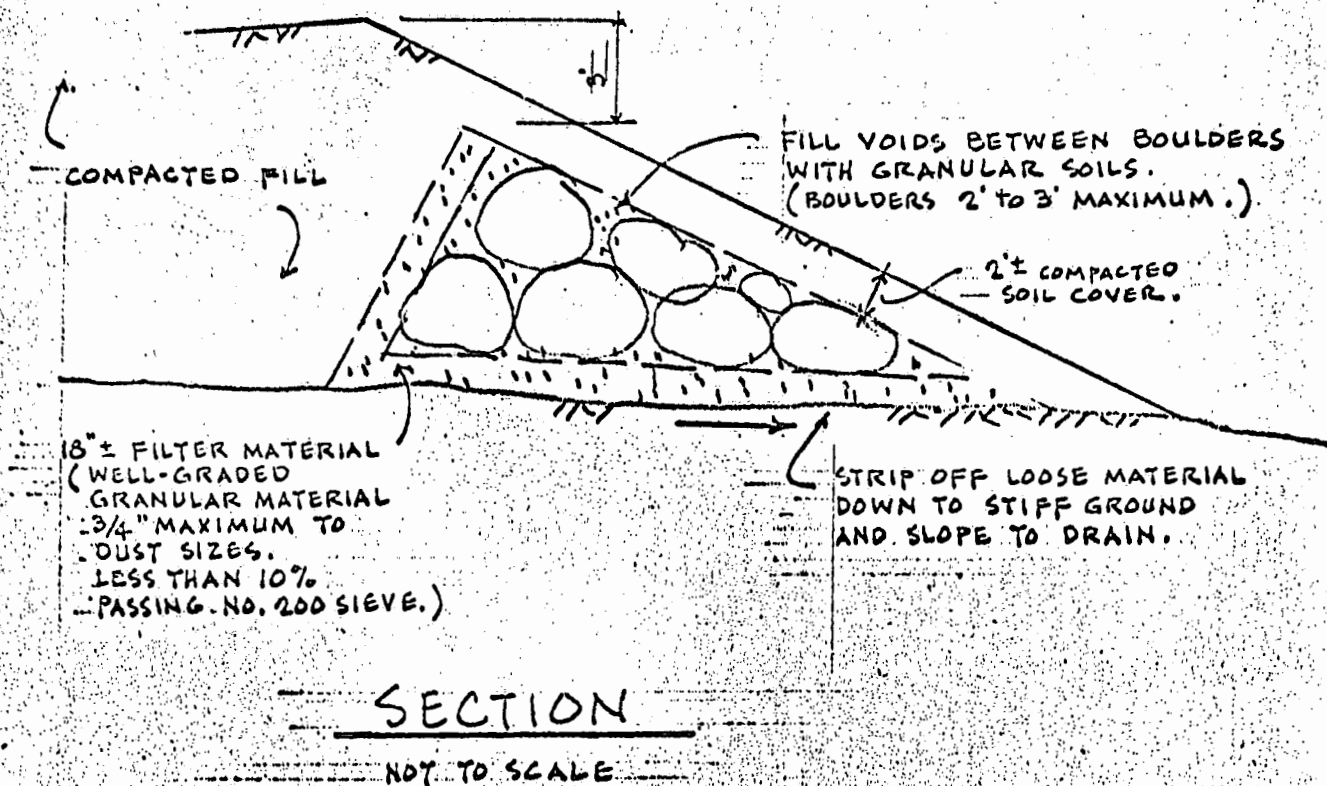 5'
COMPACTED FILL
FILL VOIDS BETWEEN BOULDERS
WITH GRANULAR SOILS.
(BOULDERS 2' to 3' MAXIMUM.)
2'± COMPACTED
SOIL COVER.
18"± FILTER MATERIAL
(WELL-GRADED
GRANULAR MATERIAL
3/4" MAXIMUM TO
DUST SIZES.
LESS THAN 10%
PASSING NO. 200 SIEVE.)
STRIP OFF LOOSE MATERIAL
DOWN TO STIFF GROUND
AND SLOPE TO DRAIN.
SECTION
NOT TO SCALE